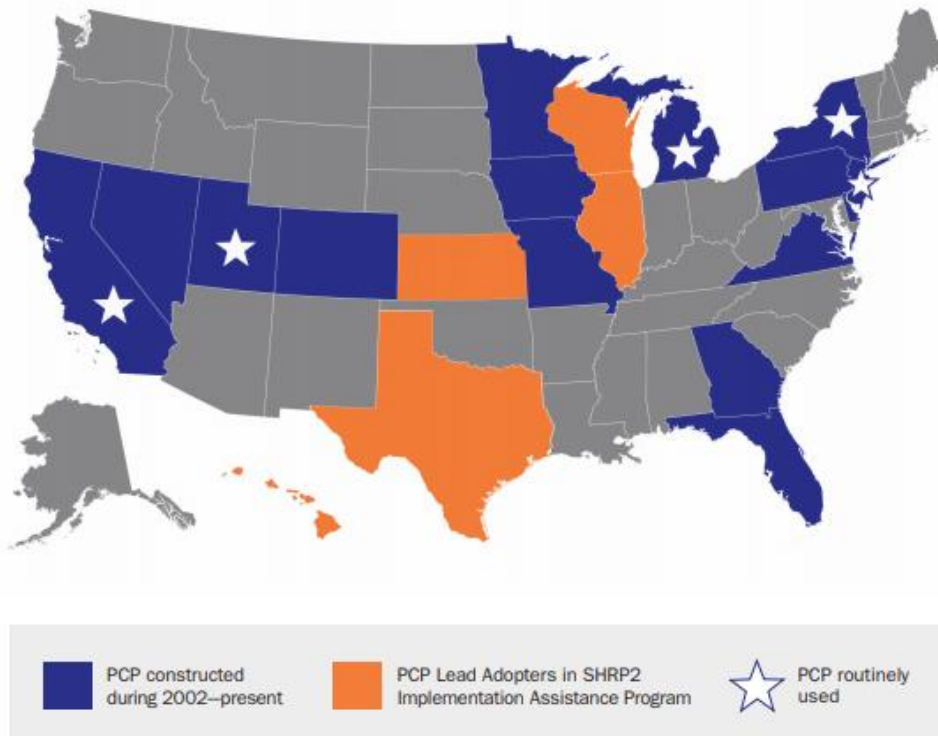 PCP constructed
during 2002—present
PCP Lead Adopters in SHRP2
Implementation Assistance Program
PCP routinely
used